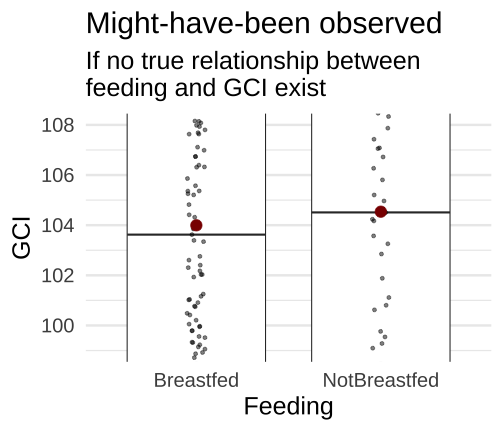 Might-have-been observed
If no true relationship between
feeding and GCI exist
108
106
104
102
100
GCI
Breastfed NotBreastfed
Feeding